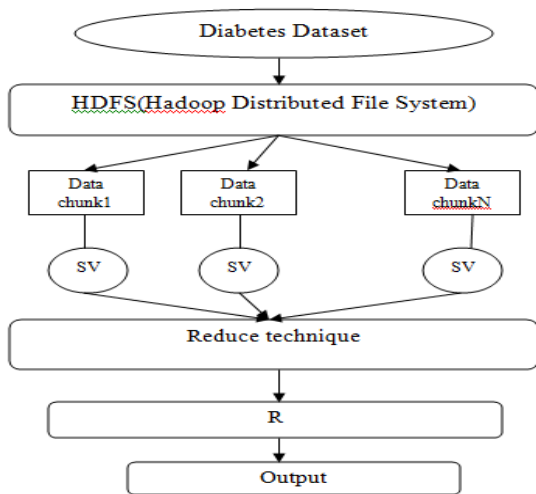 Diabetes Dataset
HDFS(Hadoop Distributed File System)
Data
chunk1
Data
chunk2
Data
chunkN
SV
SV
SV
Reduce technique
R
Output